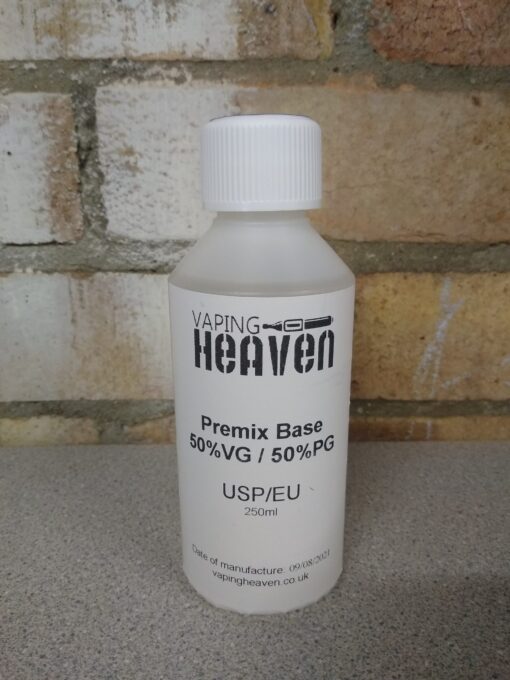 VAPING
HEAVEN
Premix Base
50%VG / 50%PG
USP/EU
250ml
Date of manufacture. 09/08/2021
vapingheaven.co.uk